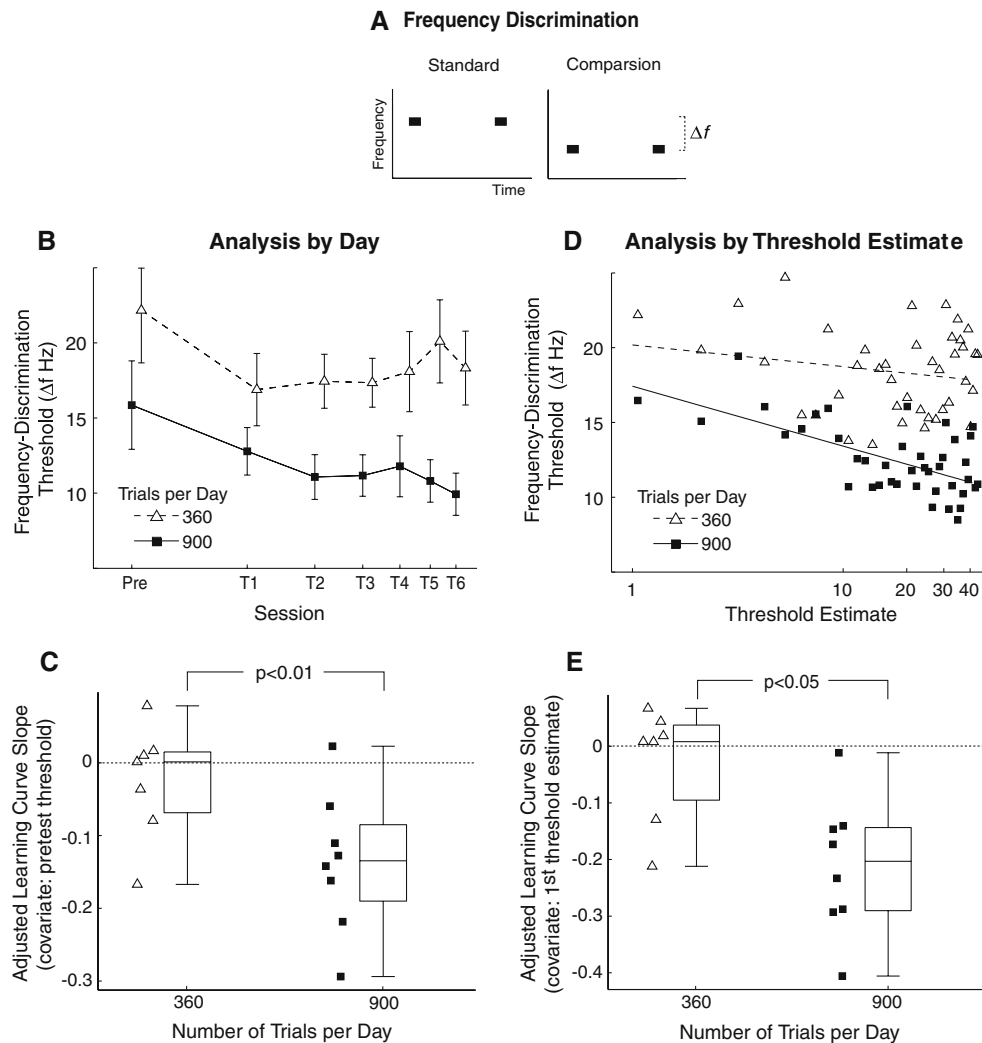 A Frequency Discrimination
Standard
Comparsion
Frequency
Time
Δf
B Analysis by Day
Frequency-Discrimination
Threshold (Δf Hz)
20
15
10
Trials per Day
360
900
Pre T1 T2 T3 T4 T5 T6
Session
D Analysis by Threshold Estimate
Frequency-Discrimination
Threshold (Δf Hz)
20
15
10
Trials per Day
360
900
1 10 20 30 40
Threshold Estimate
C
p<0.01
Adjusted Learning Curve Slope
(covariate: pretest threshold)
0
-0.1
-0.2
-0.3
360 900
Number of Trials per Day
E
p<0.05
Adjusted Learning Curve Slope
(covariate: 1st threshold estimate)
0
-0.1
-0.2
-0.3
-0.4
360 900
Number of Trials per Day